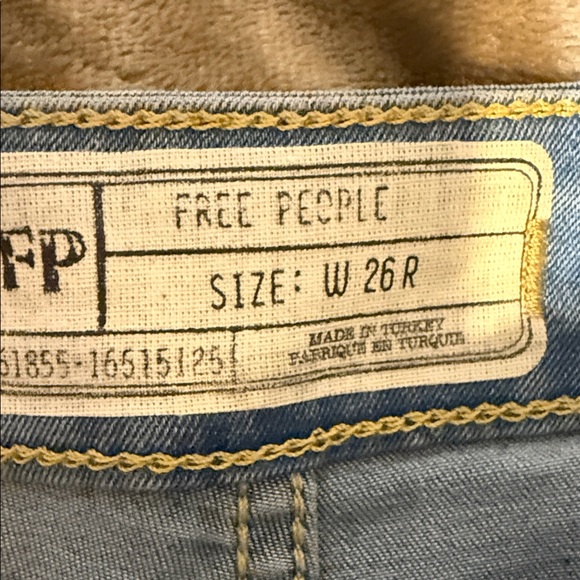 FP
FREE PEOPLE
SIZE: W 26 R
61855-16515125
MADE IN TURKEY
FABRIQUE EN TURQUIE